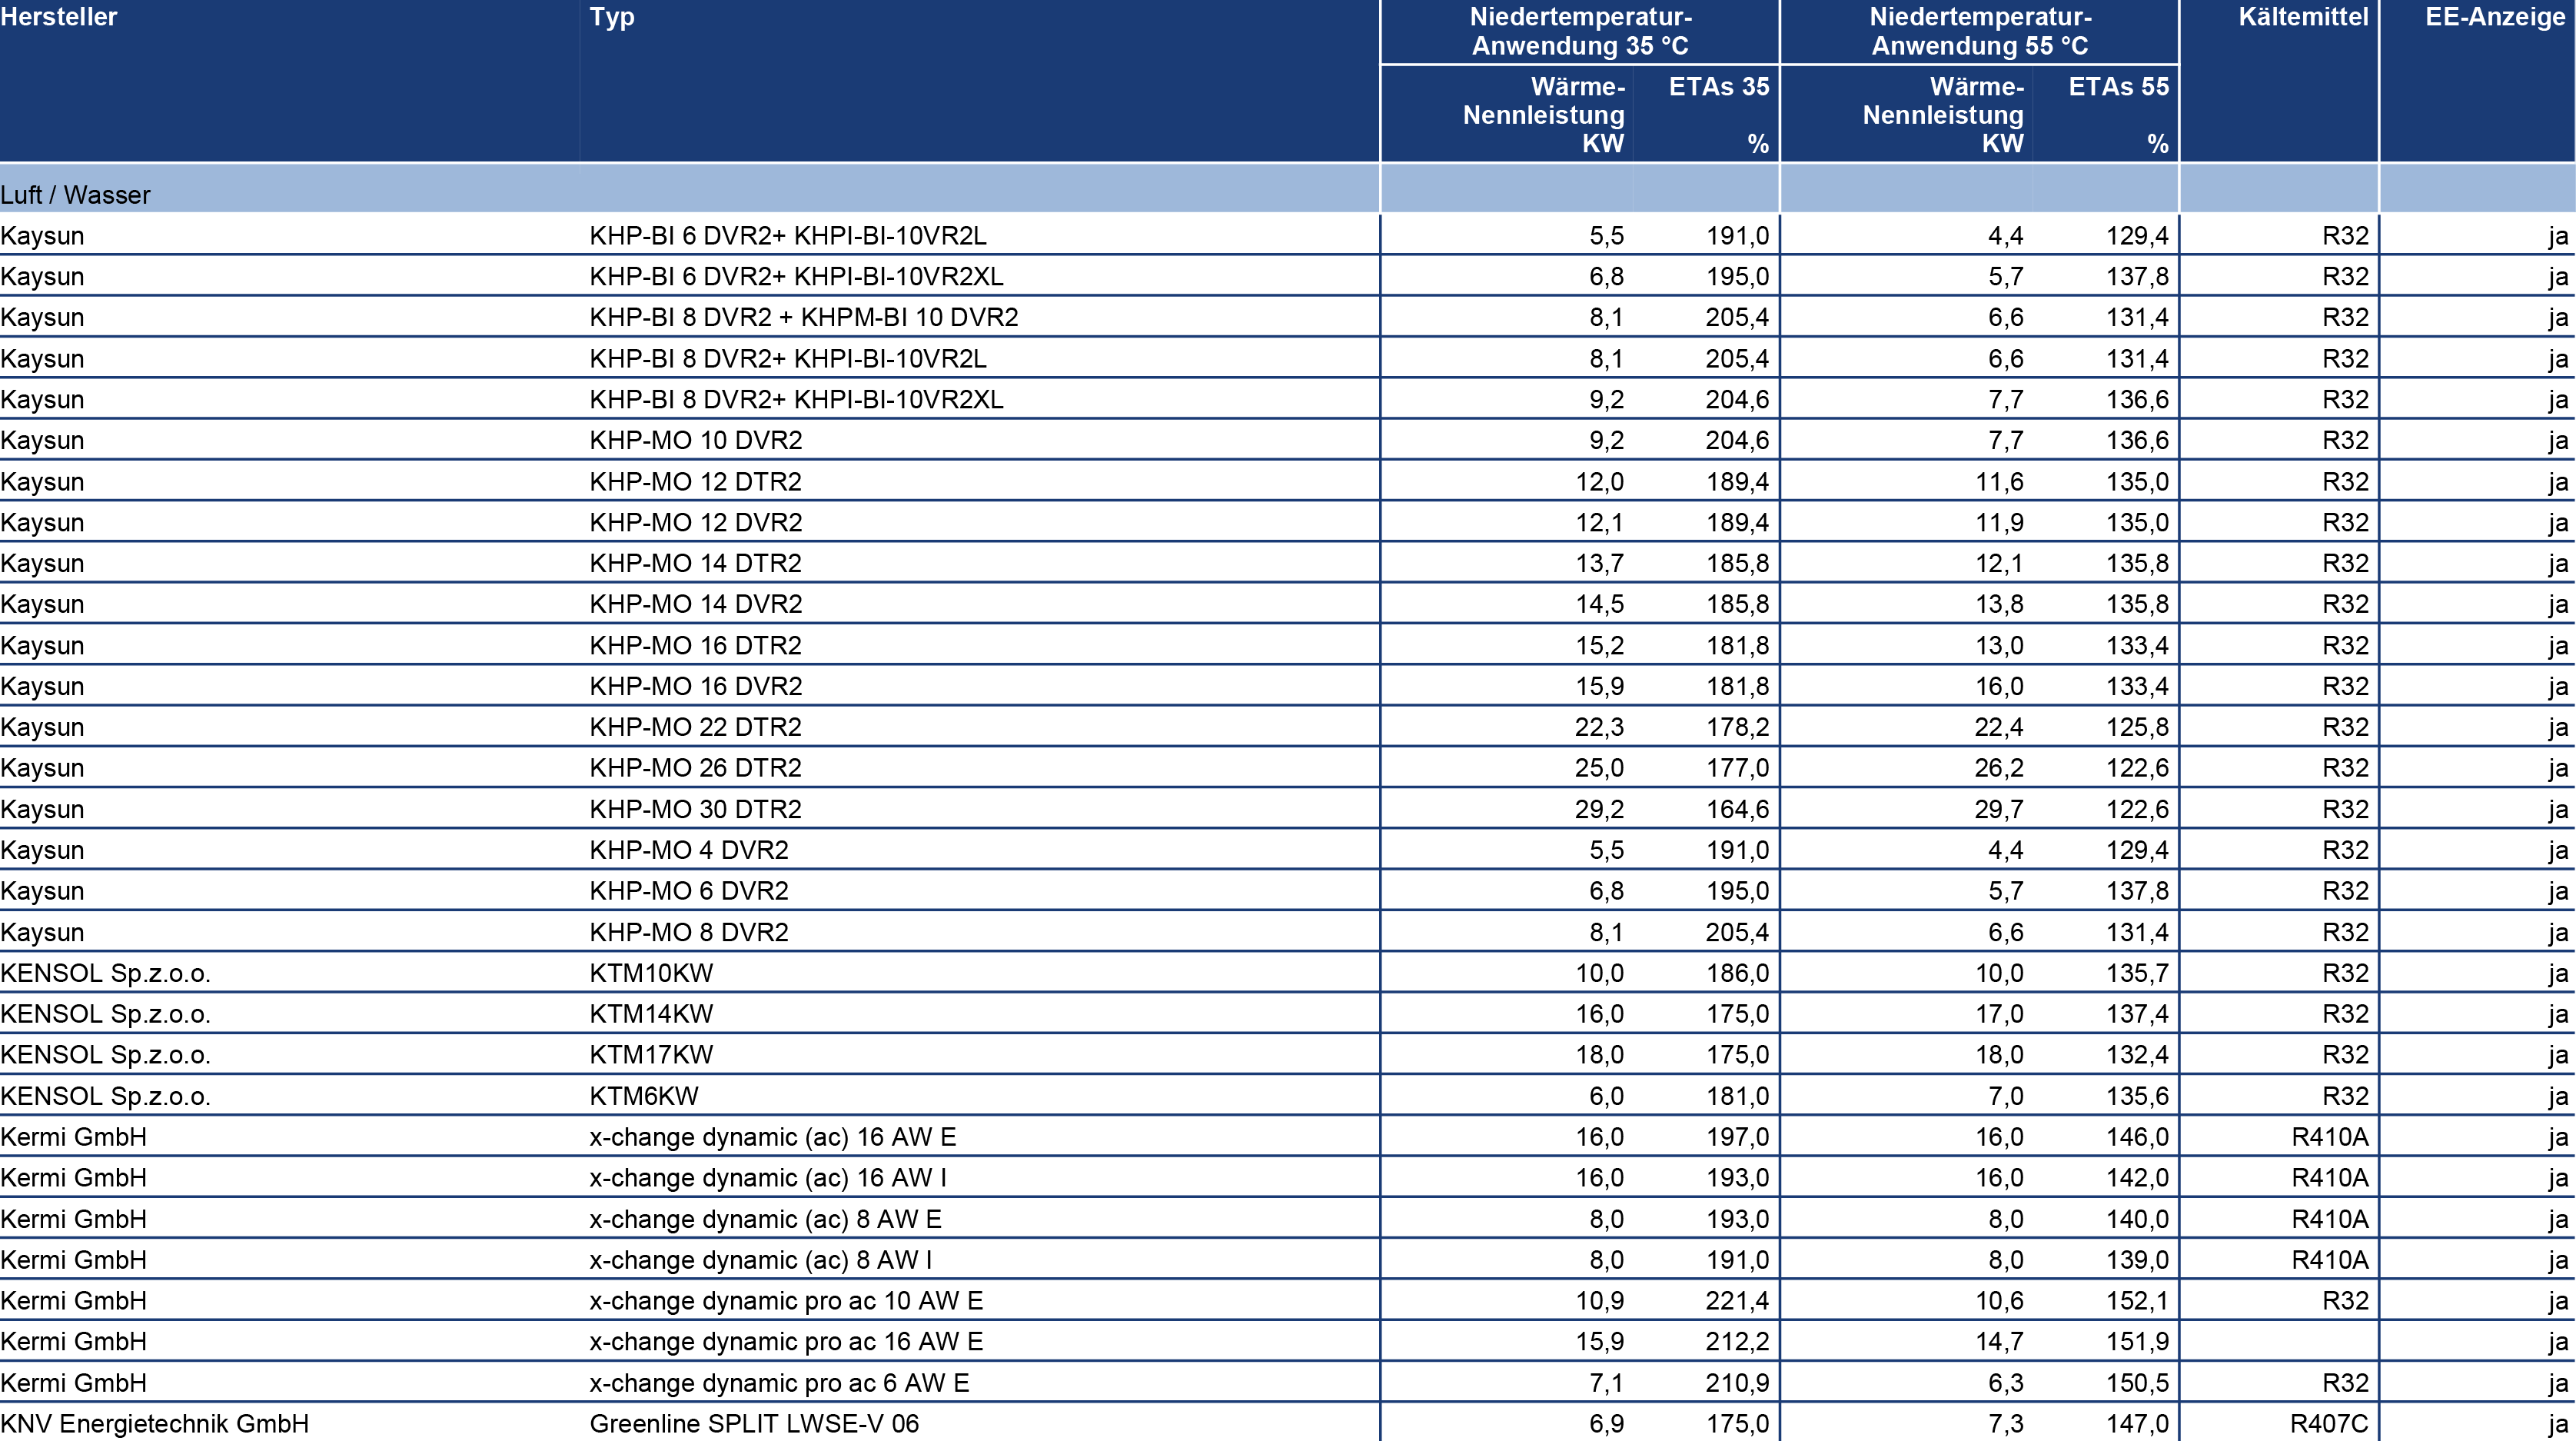 Hersteller Typ Niedertemperatur-Anwendung 35 °C Niedertemperatur-Anwendung 55 °C Kältemittel EE-Anzeige
Wärme-Nennleistung KW ETAs 35 % Wärme-Nennleistung KW ETAs 55 %
Luft / Wasser
Kaysun KHP-BI 6 DVR2+ KHPI-BI-10VR2L 5,5 191,0 4,4 129,4 R32 ja
Kaysun KHP-BI 6 DVR2+ KHPI-BI-10VR2XL 6,8 195,0 5,7 137,8 R32 ja
Kaysun KHP-BI 8 DVR2 + KHPM-BI 10 DVR2 8,1 205,4 6,6 131,4 R32 ja
Kaysun KHP-BI 8 DVR2+ KHPI-BI-10VR2L 8,1 205,4 6,6 131,4 R32 ja
Kaysun KHP-BI 8 DVR2+ KHPI-BI-10VR2XL 9,2 204,6 7,7 136,6 R32 ja
Kaysun KHP-MO 10 DVR2 9,2 204,6 7,7 136,6 R32 ja
Kaysun KHP-MO 12 DTR2 12,0 189,4 11,6 135,0 R32 ja
Kaysun KHP-MO 12 DVR2 12,1 189,4 11,9 135,0 R32 ja
Kaysun KHP-MO 14 DTR2 13,7 185,8 12,1 135,8 R32 ja
Kaysun KHP-MO 14 DVR2 14,5 185,8 13,8 135,8 R32 ja
Kaysun KHP-MO 16 DTR2 15,2 181,8 13,0 133,4 R32 ja
Kaysun KHP-MO 16 DVR2 15,9 181,8 16,0 133,4 R32 ja
Kaysun KHP-MO 22 DTR2 22,3 178,2 22,4 125,8 R32 ja
Kaysun KHP-MO 26 DTR2 25,0 177,0 26,2 122,6 R32 ja
Kaysun KHP-MO 30 DTR2 29,2 164,6 29,7 122,6 R32 ja
Kaysun KHP-MO 4 DVR2 5,5 191,0 4,4 129,4 R32 ja
Kaysun KHP-MO 6 DVR2 6,8 195,0 5,7 137,8 R32 ja
Kaysun KHP-MO 8 DVR2 8,1 205,4 6,6 131,4 R32 ja
KENSOL Sp.z.o.o. KTM10KW 10,0 186,0 10,0 135,7 R32 ja
KENSOL Sp.z.o.o. KTM14KW 16,0 175,0 17,0 137,4 R32 ja
KENSOL Sp.z.o.o. KTM17KW 18,0 175,0 18,0 132,4 R32 ja
KENSOL Sp.z.o.o. KTM6KW 6,0 181,0 7,0 135,6 R32 ja
Kermi GmbH x-change dynamic (ac) 16 AW E 16,0 197,0 16,0 146,0 R410A ja
Kermi GmbH x-change dynamic (ac) 16 AW I 16,0 193,0 16,0 142,0 R410A ja
Kermi GmbH x-change dynamic (ac) 8 AW E 8,0 193,0 8,0 140,0 R410A ja
Kermi GmbH x-change dynamic (ac) 8 AW I 8,0 191,0 8,0 139,0 R410A ja
Kermi GmbH x-change dynamic pro ac 10 AW E 10,9 221,4 10,6 152,1 R32 ja
Kermi GmbH x-change dynamic pro ac 16 AW E 15,9 212,2 14,7 151,9 ja
Kermi GmbH x-change dynamic pro ac 6 AW E 7,1 210,9 6,3 150,5 R32 ja
KNV Energietechnik GmbH Greenline SPLIT LWSE-V 06 6,9 175,0 7,3 147,0 R407C ja